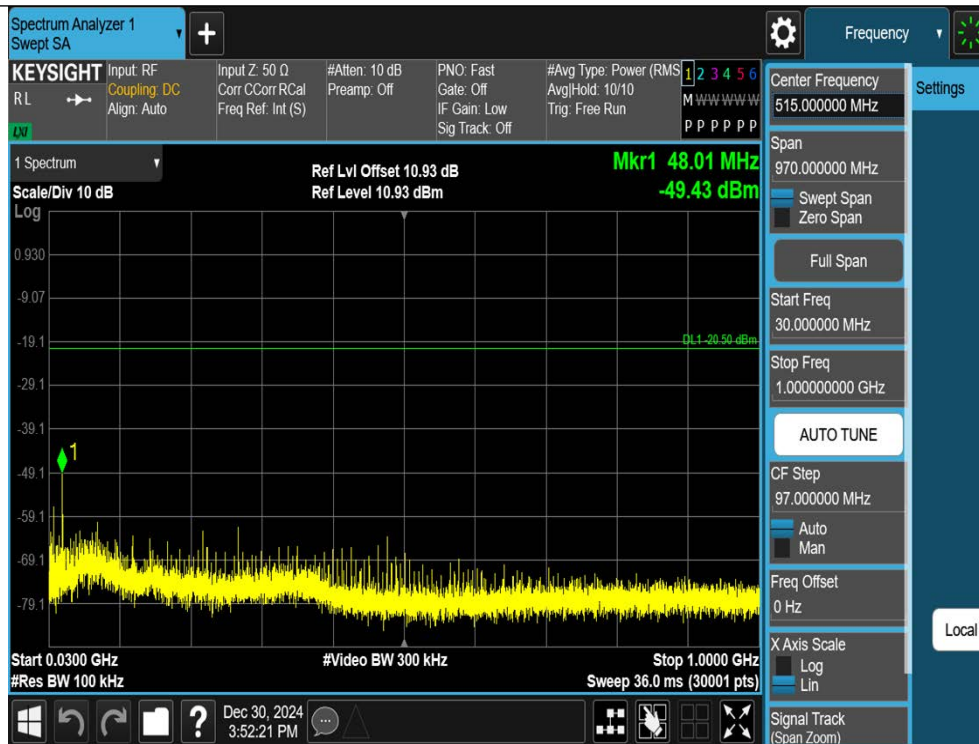 Spectrum Analyzer 1
Swept SA
+
Frequency
KEYSIGHT
RL
LXI
Input: RF
Coupling: DC
Align: Auto
Input Z: 50 Ω
Corr CCorr RCal
Freq Ref: Int (S)
#Atten: 10 dB
Preamp: Off
PNO: Fast
Gate: Off
IF Gain: Low
Sig Track: Off
#Avg Type: Power (RMS
Avg|Hold: 10/10
Trig: Free Run
1 2 3 4 5 6
M W W W W W
P P P P P P
1 Spectrum
Scale/Div 10 dB
Log
Ref Lvl Offset 10.93 dB
Ref Level 10.93 dBm
Mkr1 48.01 MHz
-49.43 dBm
0.930
-9.07
-19.1
DL1 -20.50 dBm
-29.1
-39.1
1
-49.1
-59.1
-69.1
-79.1
Start 0.0300 GHz
#Video BW 300 kHz
Stop 1.0000 GHz
#Res BW 100 kHz
Sweep 36.0 ms (30001 pts)
Center Frequency
515.000000 MHz
Settings
Span
970.000000 MHz
Swept Span
Zero Span
Full Span
Start Freq
30.000000 MHz
Stop Freq
1.000000000 GHz
AUTO TUNE
CF Step
97.000000 MHz
Auto
Man
Freq Offset
0 Hz
Local
X Axis Scale
Log
Lin
Signal Track
(Span Zoom)
?
Dec 30, 2024
3:52:21 PM